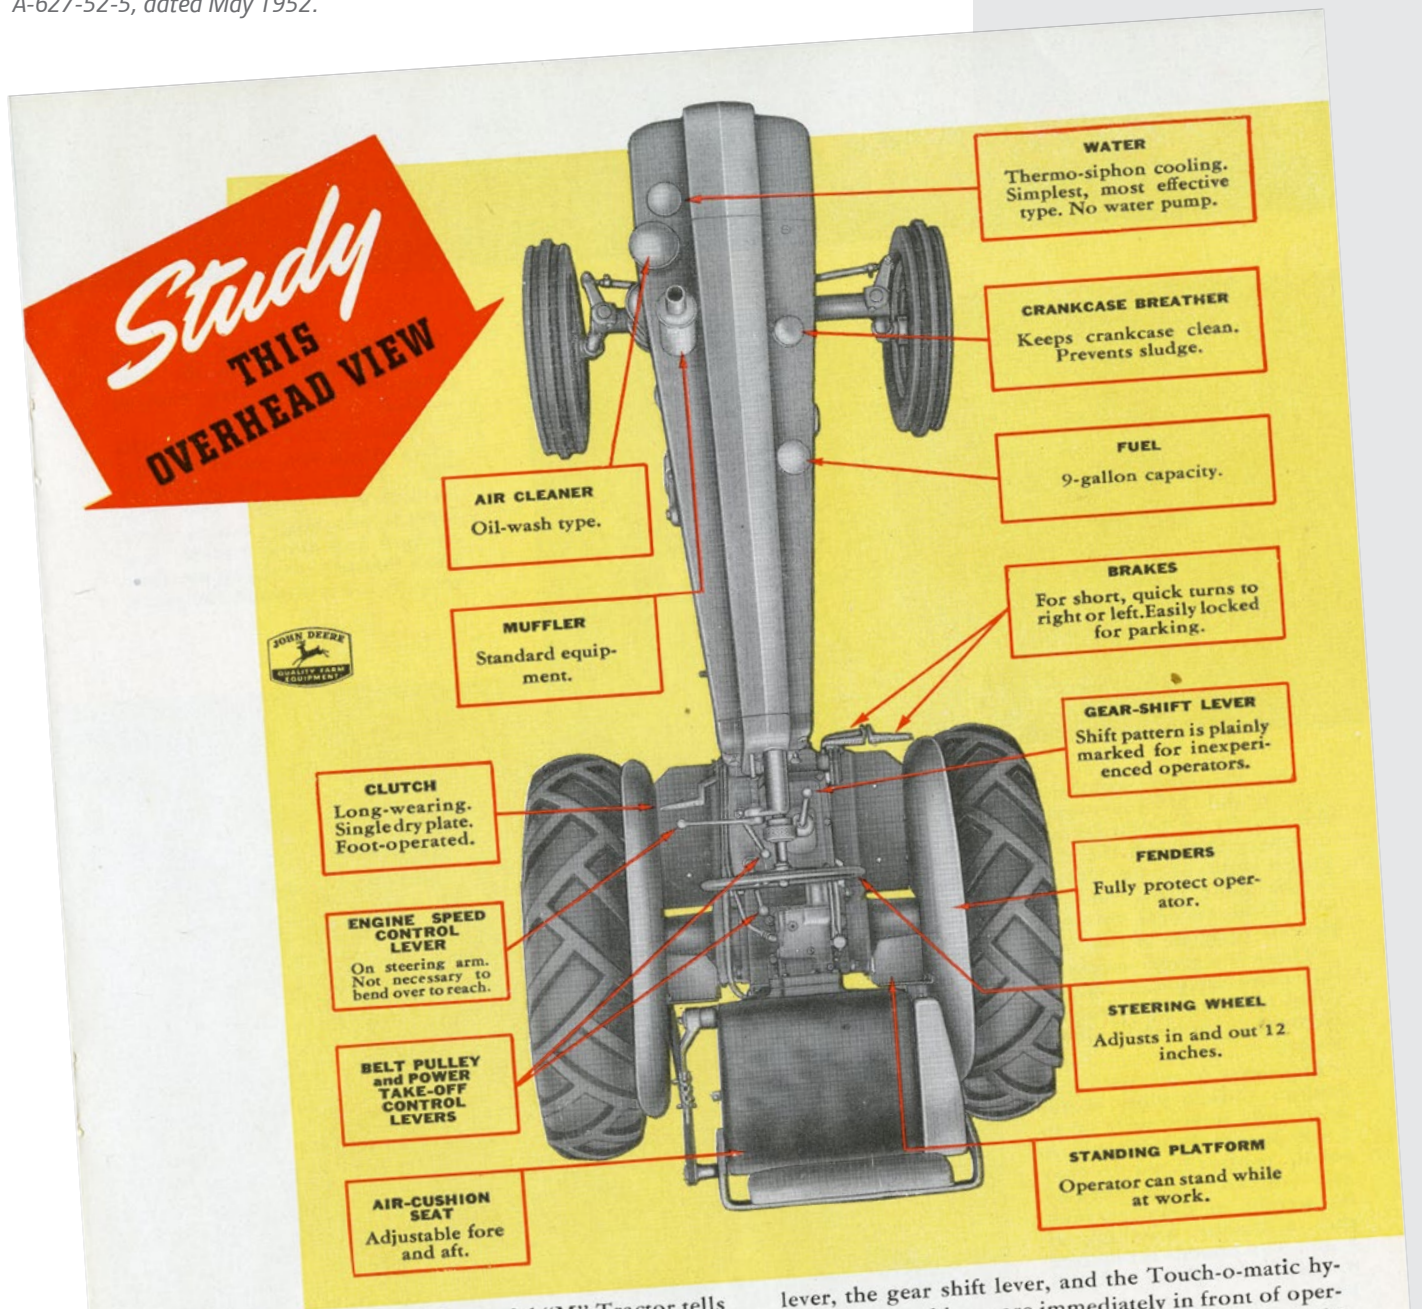 A-627-52-5, dated May 1952.
Study
THIS
OVERHEAD VIEW
WATER
Thermo-siphon cooling.
Simplest, most effective
type. No water pump.
CRANKCASE BREATHER
Keeps crankcase clean.
Prevents sludge.
FUEL
9-gallon capacity.
AIR CLEANER
Oil-wash type.
MUFFLER
Standard equip-
ment.
BRAKES
For short, quick turns to
right or left.Easily locked
for parking.
JOHN DEERE
QUALITY FARM
EQUIPMENT
GEAR-SHIFT LEVER
Shift pattern is plainly
marked for inexperi-
enced operators.
CLUTCH
Long-wearing.
Single dry plate.
Foot-operated.
FENDERS
Fully protect oper-
ator.
ENGINE SPEED
CONTROL
LEVER
On steering arm.
Not necessary to
bend over to reach.
STEERING WHEEL
Adjusts in and out 12
inches.
BELT PULLEY
and POWER
TAKE-OFF
CONTROL
LEVERS
STANDING PLATFORM
Operator can stand while
at work.
AIR-CUSHION
SEAT
Adjustable fore
and aft.
"M" Tractor tells
lever, the gear shift lever, and the Touch-o-matic hy-
immediately in front of oper-